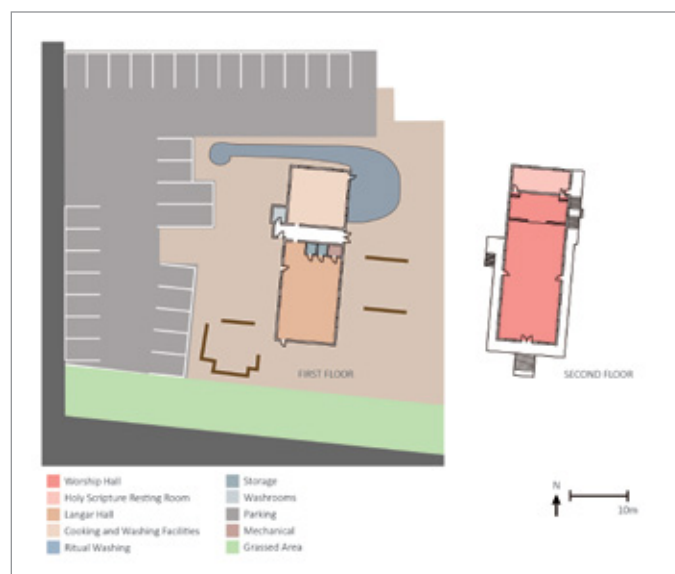 FIRST FLOOR
SECOND FLOOR
Worship Hall
Holy Scripture Resting Room
Langar Hall
Cooking and Washing Facilities
Ritual Washing
Storage
Washrooms
Parking
Mechanical
Grassed Area
N
10m